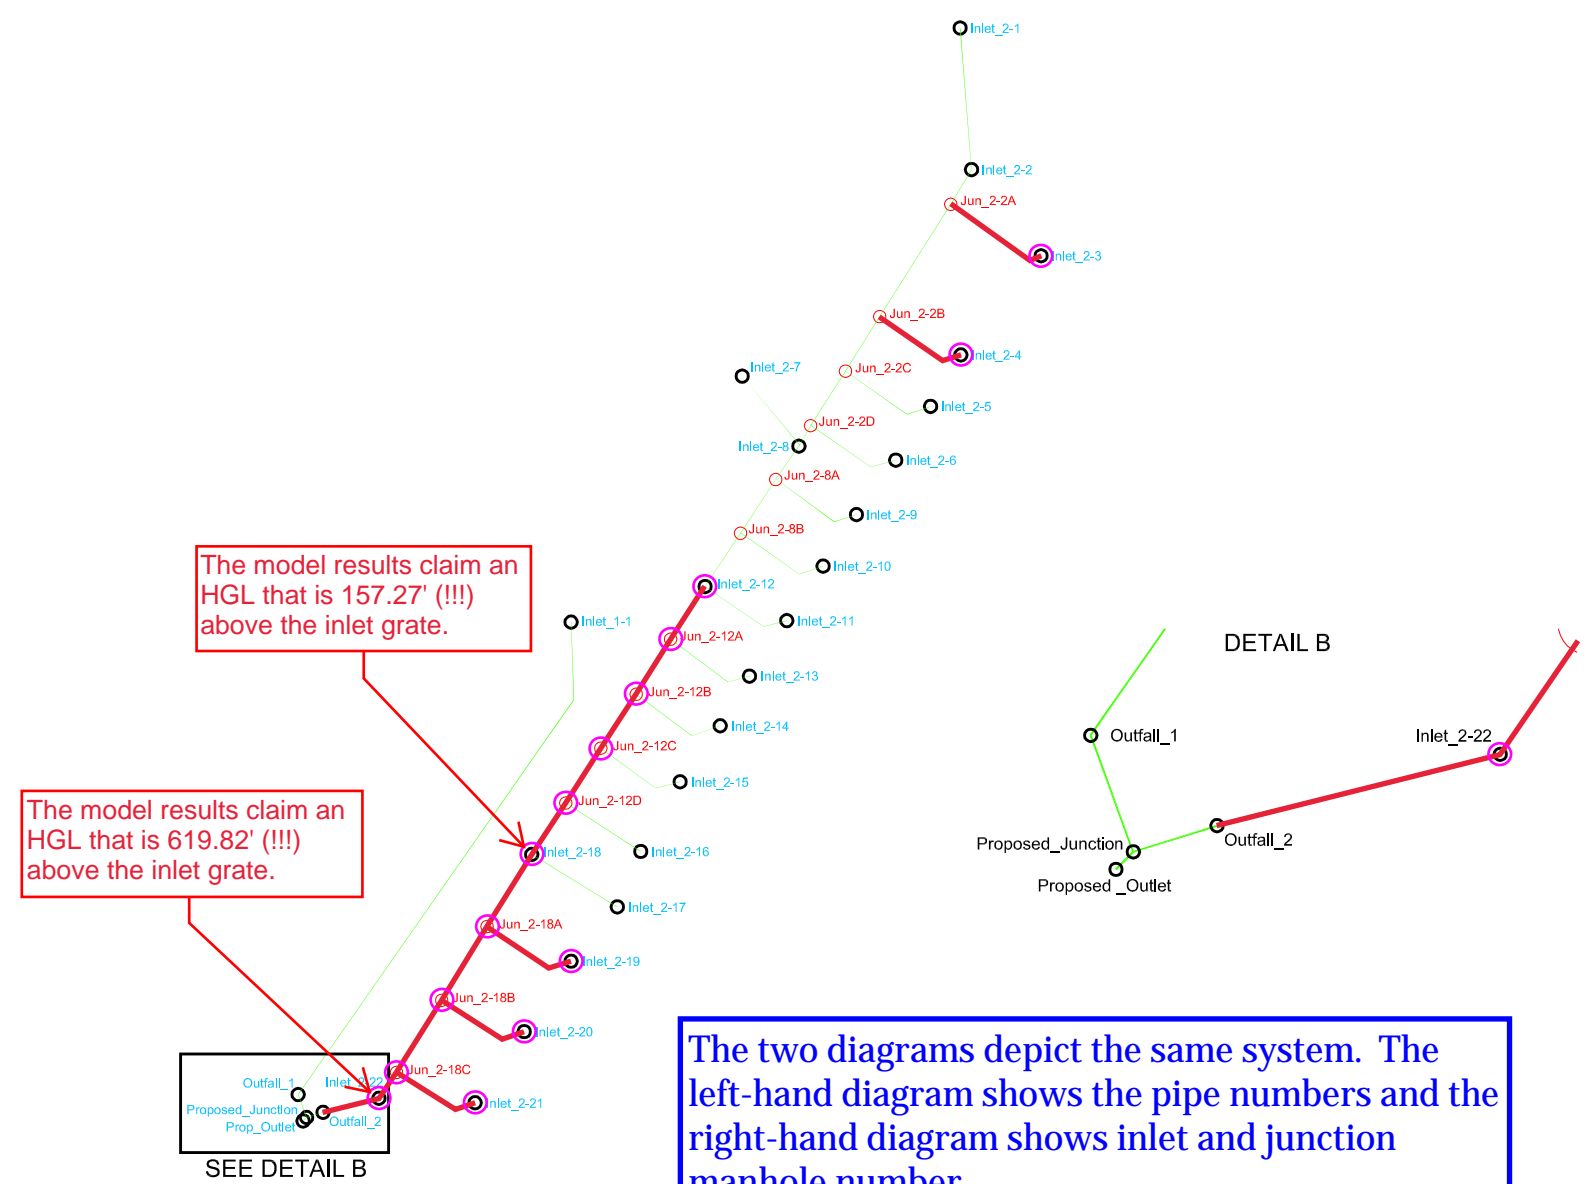 Inlet_2-1
Inlet_2-2
Jun_2-2A
Inlet_2-3
Jun_2-2B
Inlet_2-4
Inlet_2-7
Jun_2-2C
Inlet_2-5
Jun_2-2D
Inlet_2-8
Inlet_2-6
Jun_2-8A
Inlet_2-9
Jun_2-8B
The model results claim an
HGL that is 157.27' (!!!)
above the inlet grate.
Inlet_2-10
Inlet_2-12
Inlet_1-1
Inlet_2-11
Jun_2-12A
DETAIL B
Inlet_2-13
Jun_2-12B
Inlet_2-14
Outfall_1
Inlet_2-22
Jun_2-12C
Inlet_2-15
The model results claim an
HGL that is 619.82' (!!!)
above the inlet grate.
Jun_2-12D
Inlet_2-18
Inlet_2-16
Proposed_Junction
Outfall_2
Proposed _Outlet
Inlet_2-17
Jun_2-18A
Inlet_2-19
Jun_2-18B
Inlet_2-20
Jun_2-18C
Outfall_1
Inlet_2-22
Inlet_2-21
Proposed_Junction
Prop_Outlet
Outfall_2
SEE DETAIL B
The two diagrams depict the same system. The
left-hand diagram shows the pipe numbers and the
right-hand diagram shows inlet and junction
manhole number